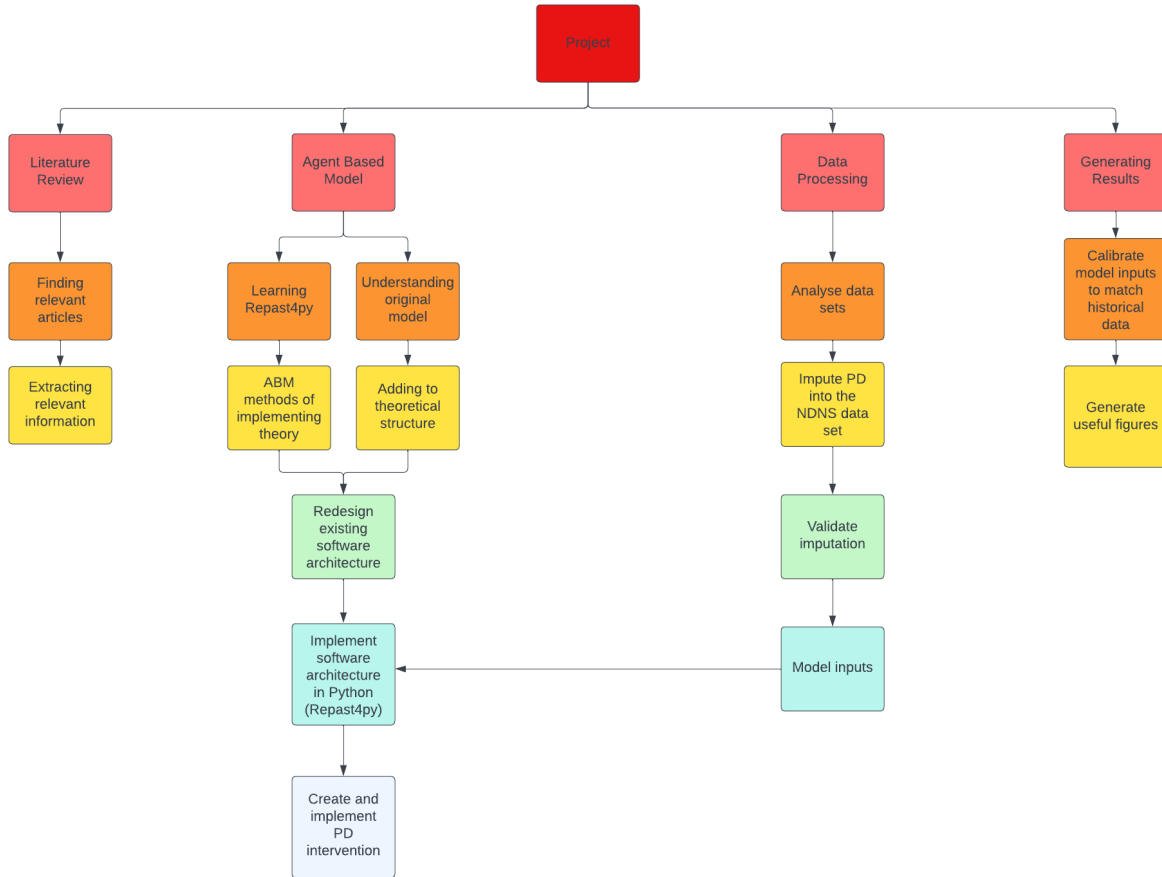 Project
Literature
Review
Agent Based
Model
Data
Processing
Generating
Results
Finding
relevant
articles
Learning
Repast4py
Understanding
original
model
Analyse data
sets
Calibrate
model inputs
to match
historical
data
Extracting
relevant
information
ABM
methods of
implementing
theory
Adding to
theoretical
structure
Impute PD
into the
NDNS data
set
Generate
useful figures
Redesign
existing
software
architecture
Validate
imputation
Implement
software
architecture
in Python
(Repast4py)
Model inputs
Create and
implement
PD
intervention